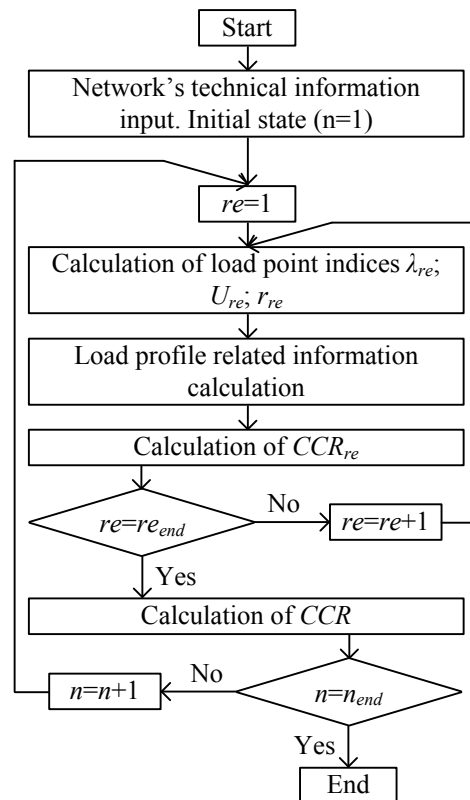 Start
Network's technical information
input. Initial state (n=1)
re=1
Calculation of load point indices λre;
Ure; rre
Load profile related information
calculation
Calculation of CCRre
re=reend
No
re=re+1
Yes
Calculation of CCR
n=n+1
No
n=nend
Yes
End